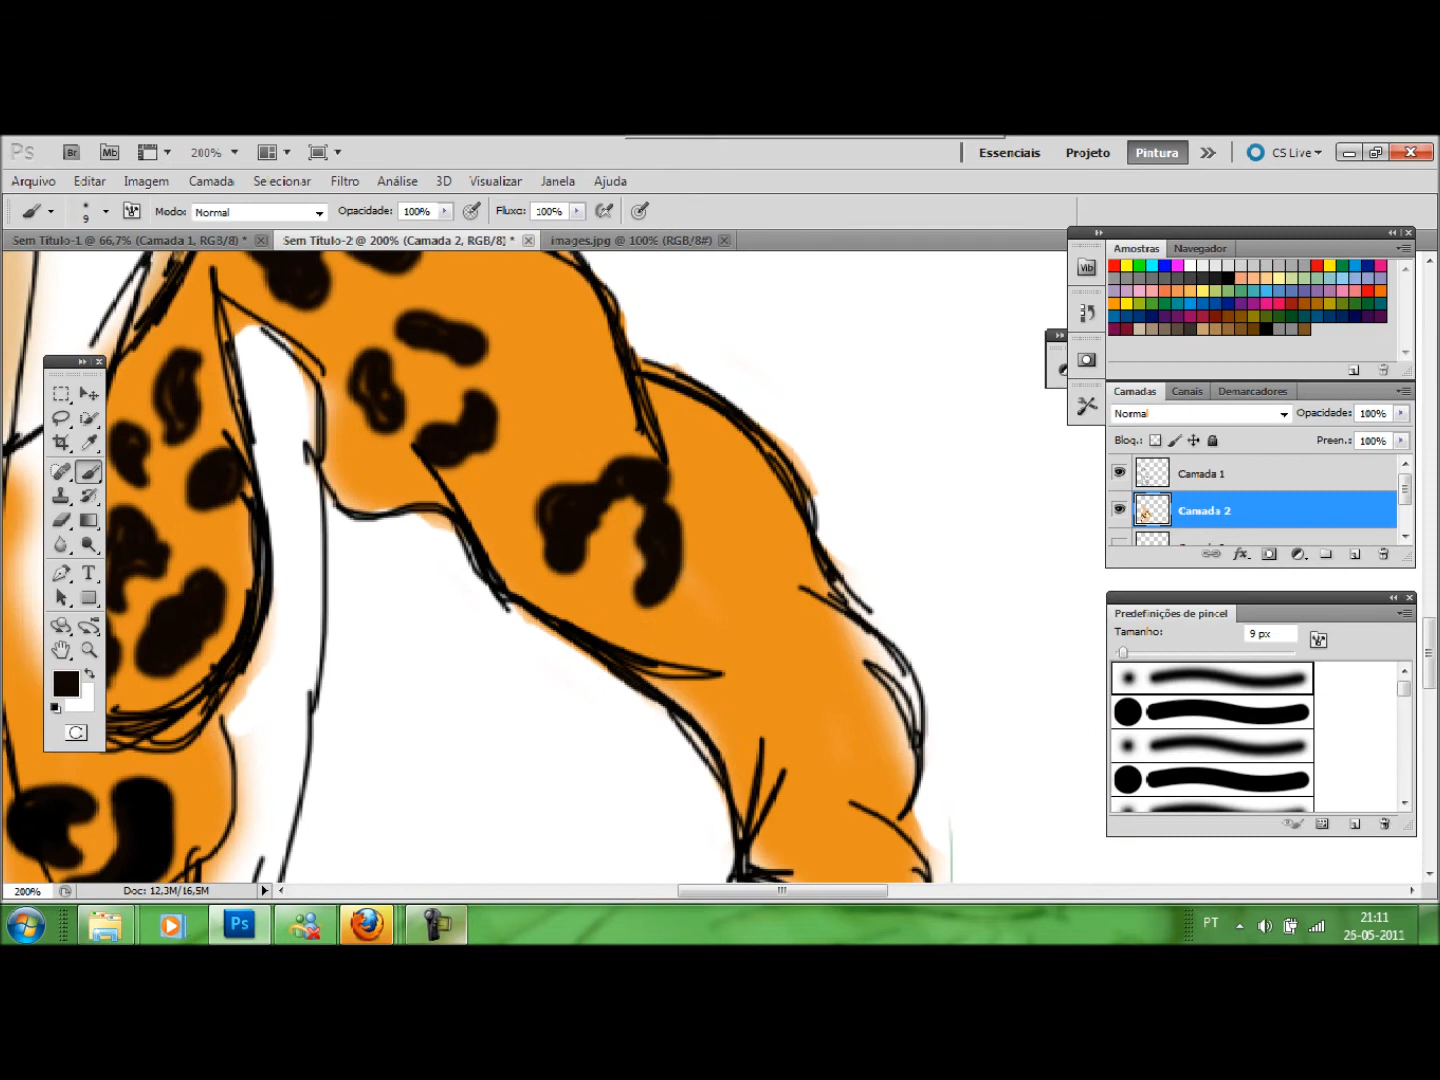 Ps Br Mb 200% Essenciais Projeto Pintura CS Live
Arquivo Editar Imagem Camada Selecionar Filtro Análise 3D Visualizar Janela Ajuda
9 Modo: Normal Opacidade: 100% Fluxo: 100%
Sem Título-1 @ 66,7% (Camada 1, RGB/8) * Sem Título-2 @ 200% (Camada 2, RGB/8) * images.jpg @ 100% (RGB/8#)
Amostras Navegador
Camadas Canais Demarcadores
Normal Opacidade: 100%
Bloq.: Preen.: 100%
Camada 1
Camada 2
Predefinições de pincel
Tamanho: 9 px
200% Doc: 12,3M/16,5M
Ps PT 21:11
26-05-2011